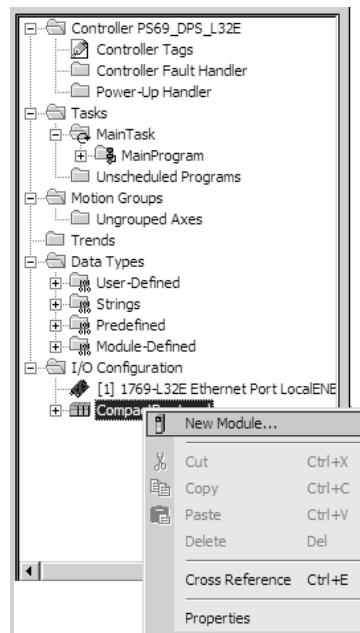 Controller PS69_DPS_L32E
Controller Tags
Controller Fault Handler
Power-Up Handler
Tasks
MainTask
MainProgram
Unscheduled Programs
Motion Groups
Ungrouped Axes
Trends
Data Types
User-Defined
Strings
Predefined
Module-Defined
I/O Configuration
[1] 1769-L32E Ethernet Port LocalENE
New Module...
Cut Ctrl+X
Copy Ctrl+C
Paste Ctrl+V
Delete Del
Cross Reference Ctrl+E
Properties